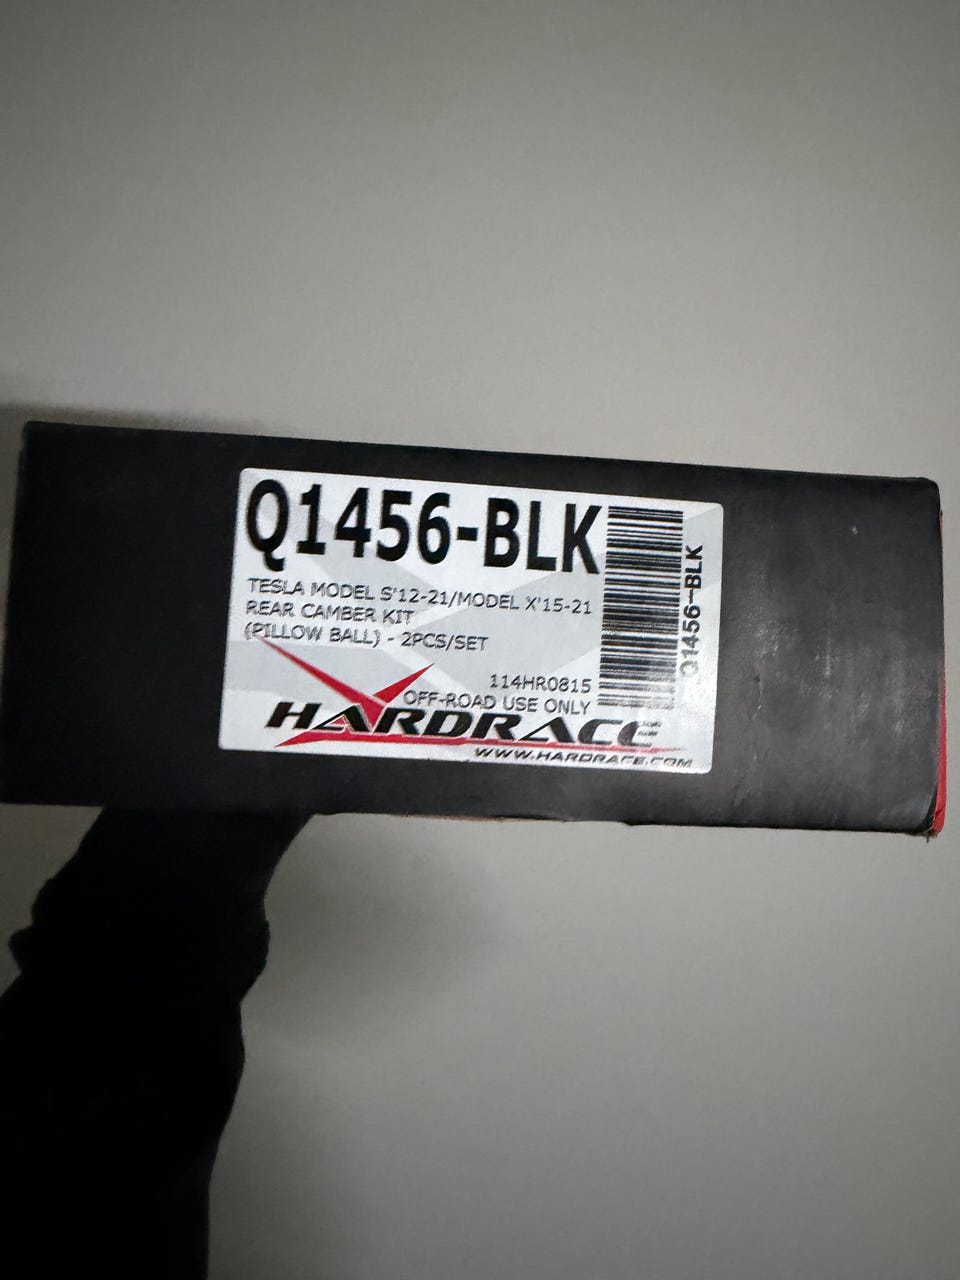 Q1456-BLK
TESLA MODEL S'12-21/MODEL X'15-21
REAR CAMBER KIT
(PILLOW BALL) - 2PCS/SET
114HR0815
OFF-ROAD USE ONLY
HARDRACE
WWW.HARDRACE.COM
Q1456-BLK